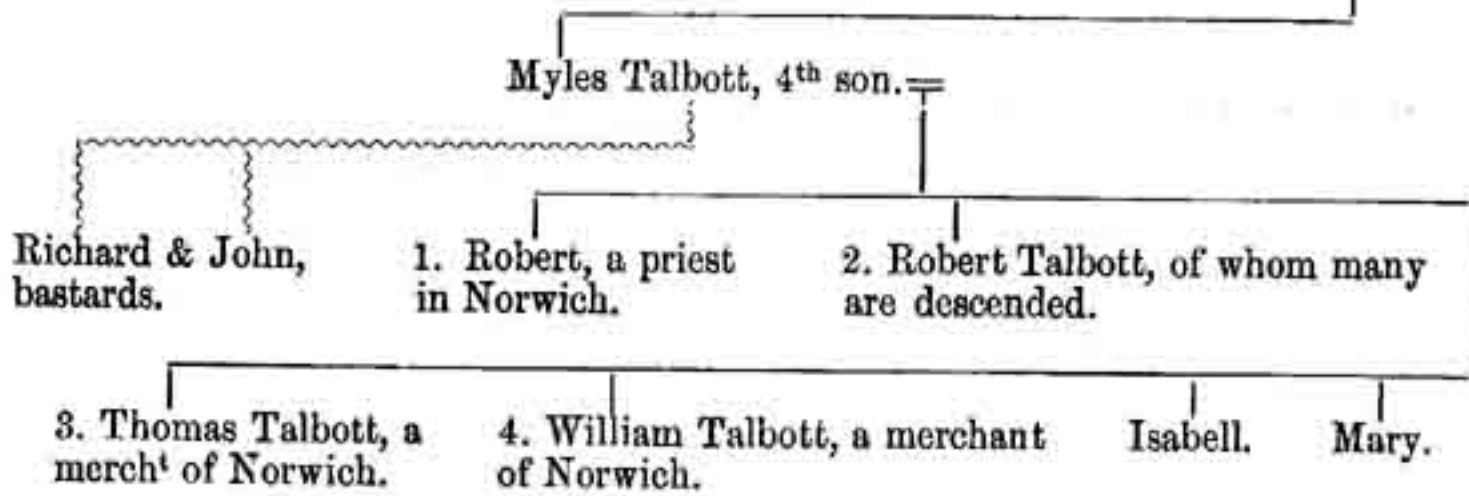 Myles Talbott, 4th son.
Richard & John,
bastards.
1. Robert, a priest
in Norwich.
2. Robert Talbott, of whom many
are descended.
3. Thomas Talbott, a
mercht of Norwich.
4. William Talbott, a merchant
of Norwich.
Isabell.
Mary.